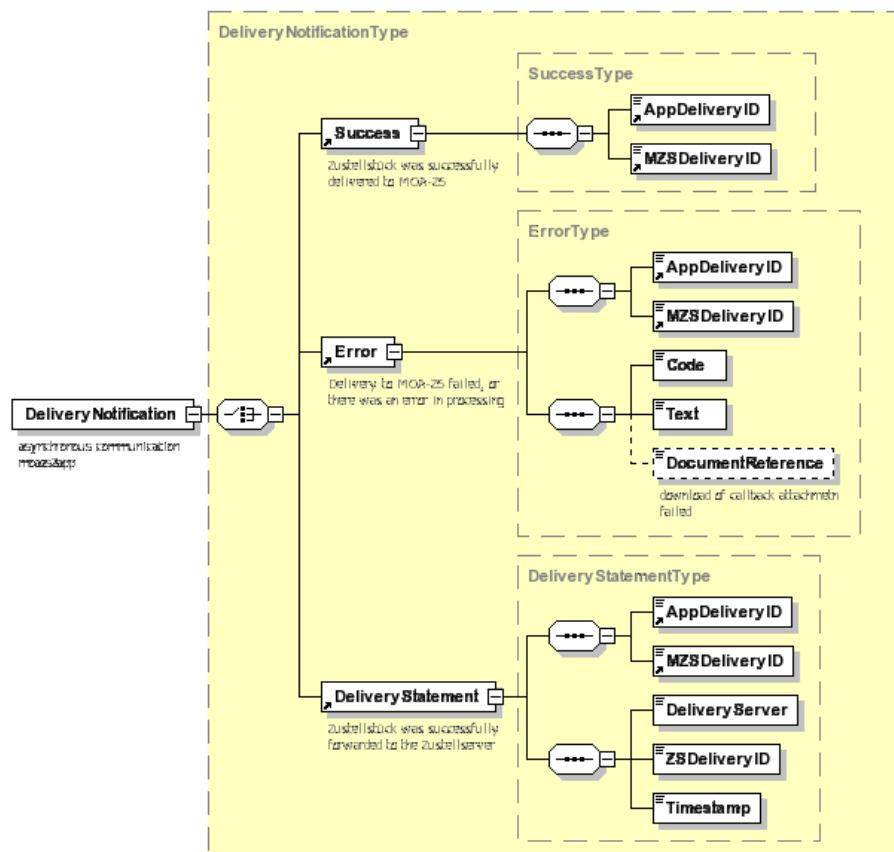 DeliveryNotificationType
SuccessType
AppDeliveryID
Success
MZSDeliveryID
Zustellstück was successfully
delivered to MOA-ZS
ErrorType
AppDeliveryID
MZSDeliveryID
Error
Delivery to MOA-ZS failed, or
there was an error in processing
Code
Text
DocumentReference
download of callback attachmetn
failed
DeliveryNotification
asynchronous communication
moazs2app
DeliveryStatementType
AppDeliveryID
MZSDeliveryID
DeliveryStatement
Zustellstück was successfully
forwarded to the Zustellserver
DeliveryServer
ZSDeliveryID
Timestamp